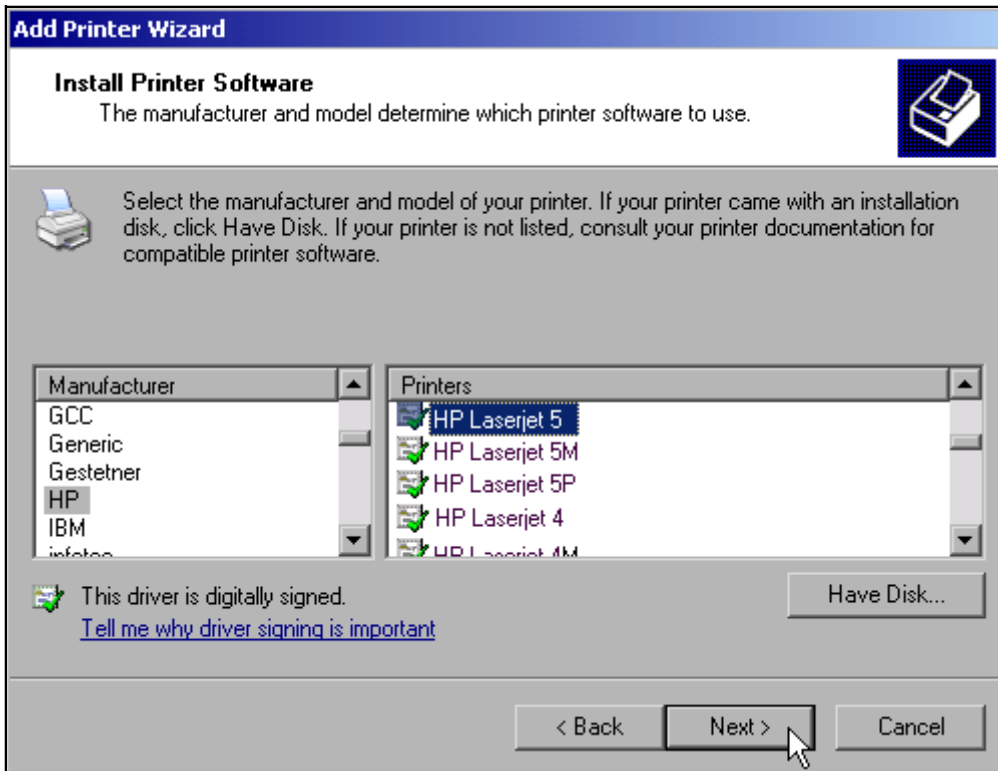 Add Printer Wizard
Install Printer Software
The manufacturer and model determine which printer software to use.
Select the manufacturer and model of your printer. If your printer came with an installation
disk, click Have Disk. If your printer is not listed, consult your printer documentation for
compatible printer software.
Manufacturer
GCC
Generic
Gestetner
HP
IBM
Printers
HP Laserjet 5
HP Laserjet 5M
HP Laserjet 5P
HP Laserjet 4
HP Laserjet 4M
This driver is digitally signed.
Tell me why driver signing is important
Have Disk...
< Back
Next >
Cancel